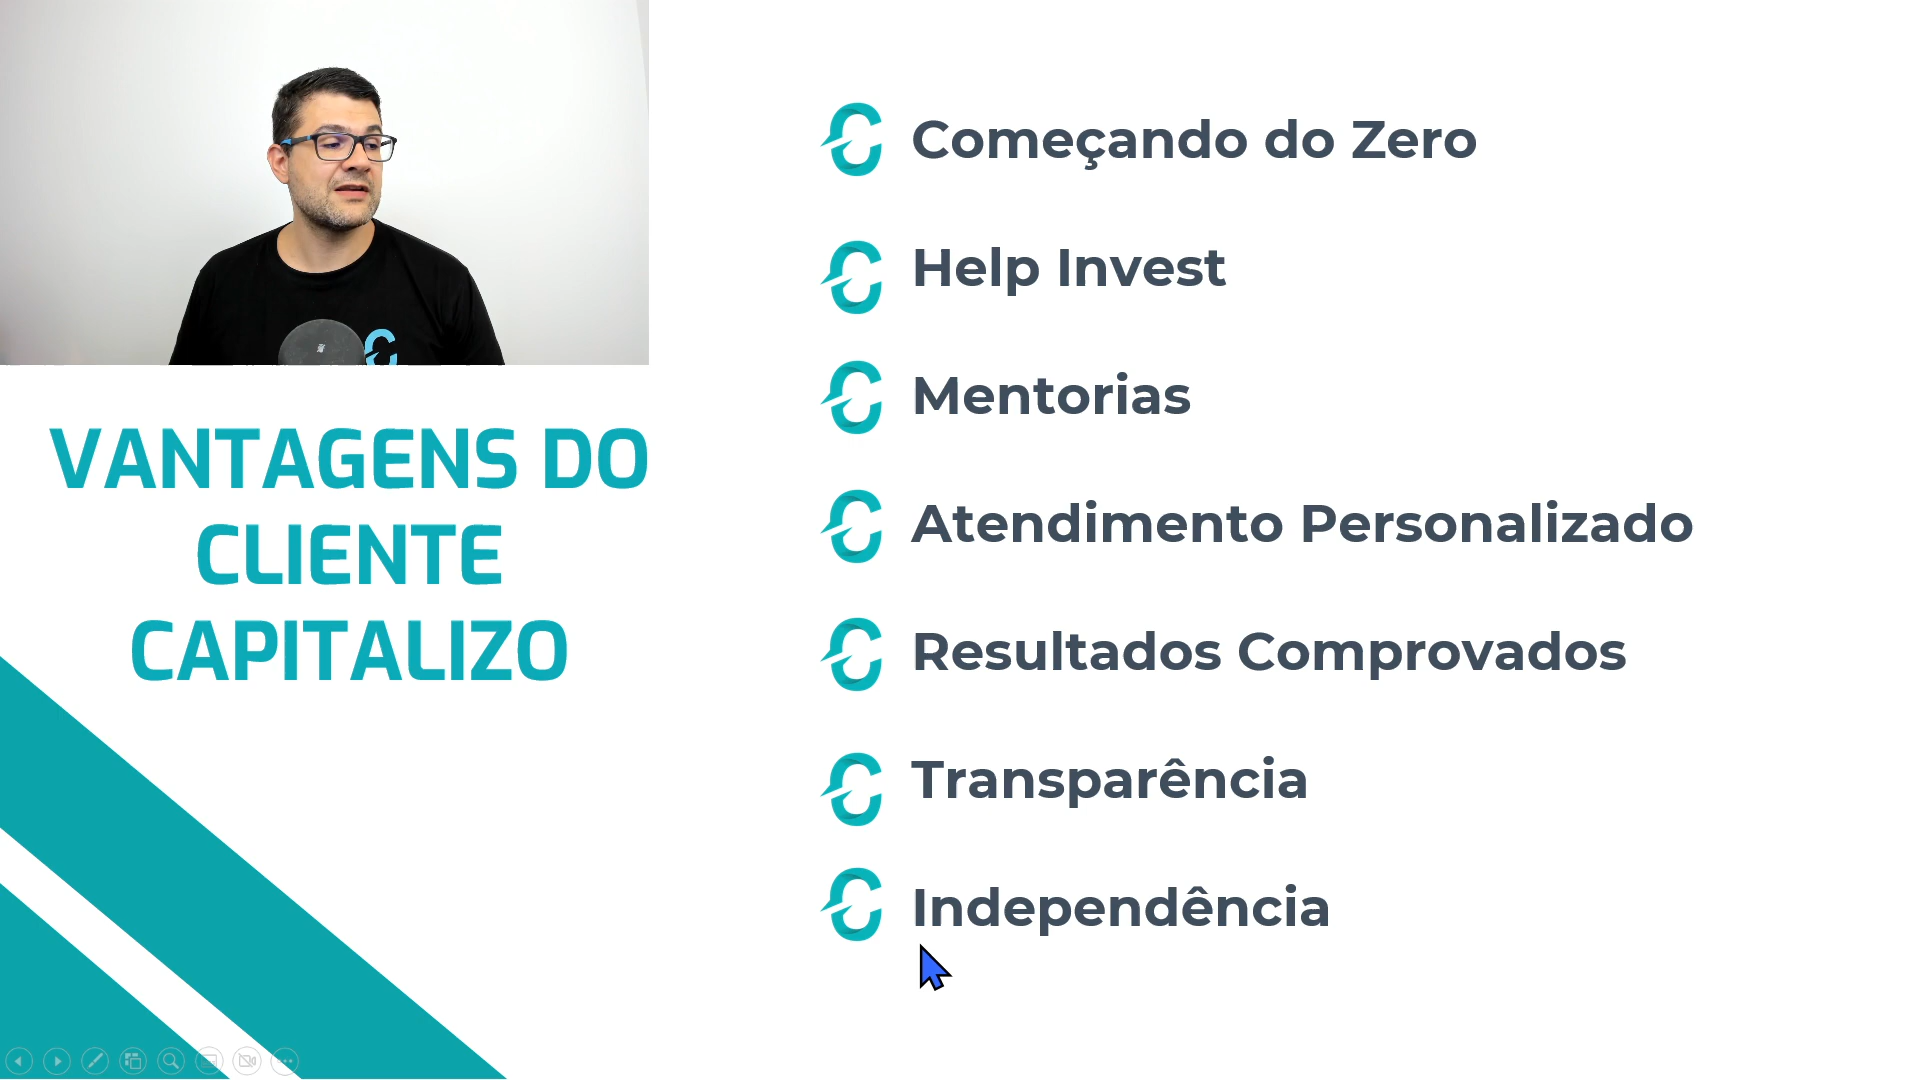 VANTAGENS DO
CLIENTE
CAPITALIZO
Começando do Zero
Help Invest
Mentorias
Atendimento Personalizado
Resultados Comprovados
Transparência
Independência